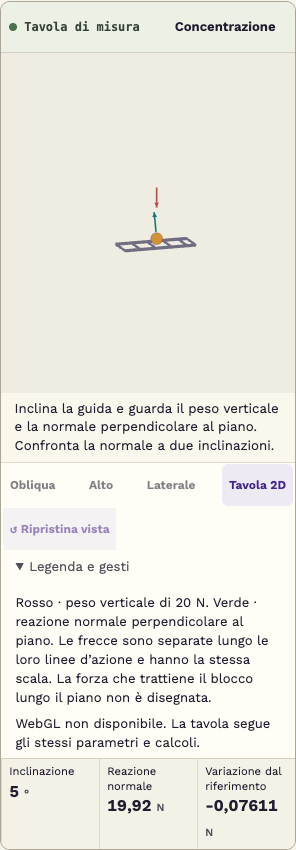 Tavola di misura Concentrazione
Inclina la guida e guarda il peso verticale
e la normale perpendicolare al piano.
Confronta la normale a due inclinazioni.
Obliqua Alto Laterale Tavola 2D
↺ Ripristina vista
▼ Legenda e gesti
Rosso · peso verticale di 20 N. Verde ·
reazione normale perpendicolare al
piano. Le frecce sono separate lungo le
loro linee d’azione e hanno la stessa
scala. La forza che trattiene il blocco
lungo il piano non è disegnata.
WebGL non disponibile. La tavola segue
gli stessi parametri e calcoli.
Inclinazione
5 °
Reazione
normale
19,92 N
Variazione dal
riferimento
-0,07611
N